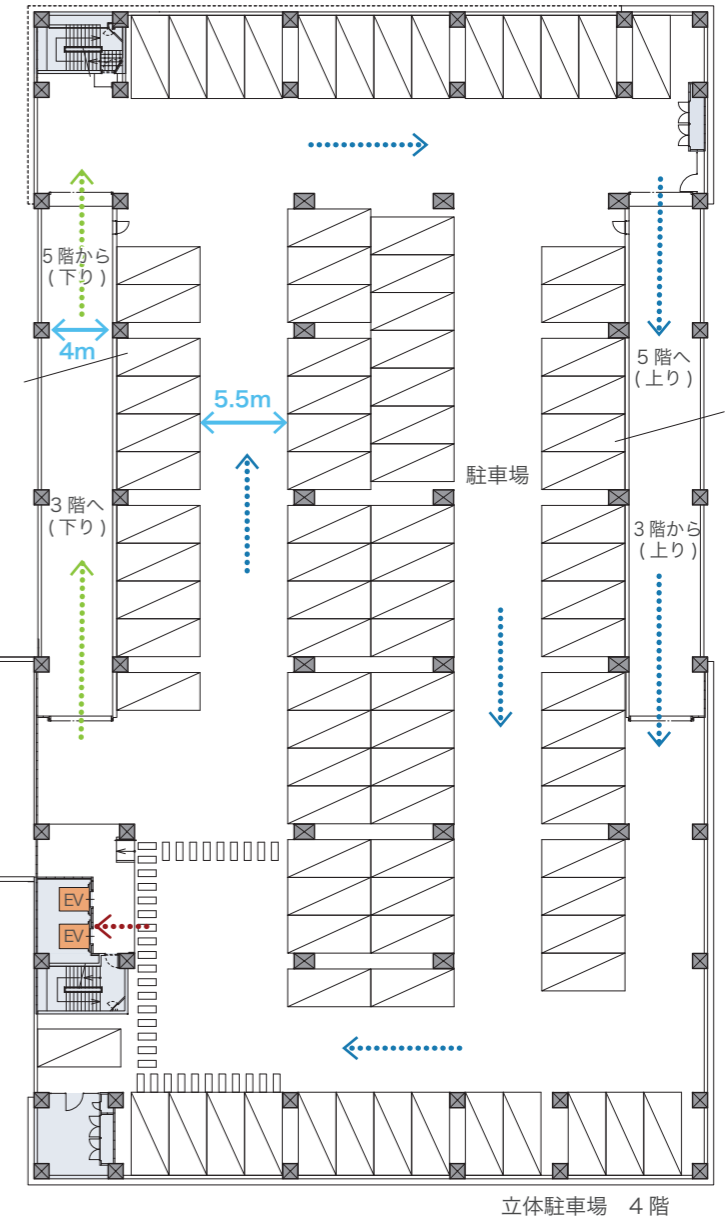 5 階から
( 下り )
4m
5.5m
5 階へ
( 上り )
駐車場
3 階へ
( 下り )
3 階から
( 上り )
EV
EV
立体駐車場 4 階